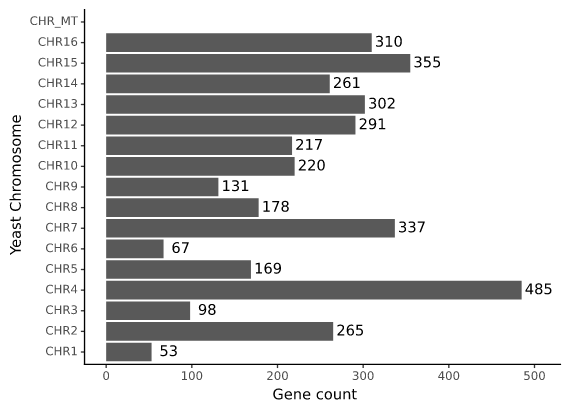 CHR_MT
CHR16 310
CHR15 355
CHR14 261
CHR13 302
CHR12 291
CHR11 217
CHR10 220
CHR9 131
CHR8 178
CHR7 337
CHR6 67
CHR5 169
CHR4 485
CHR3 98
CHR2 265
CHR1 53
Yeast Chromosome
0 100 200 300 400 500
Gene count